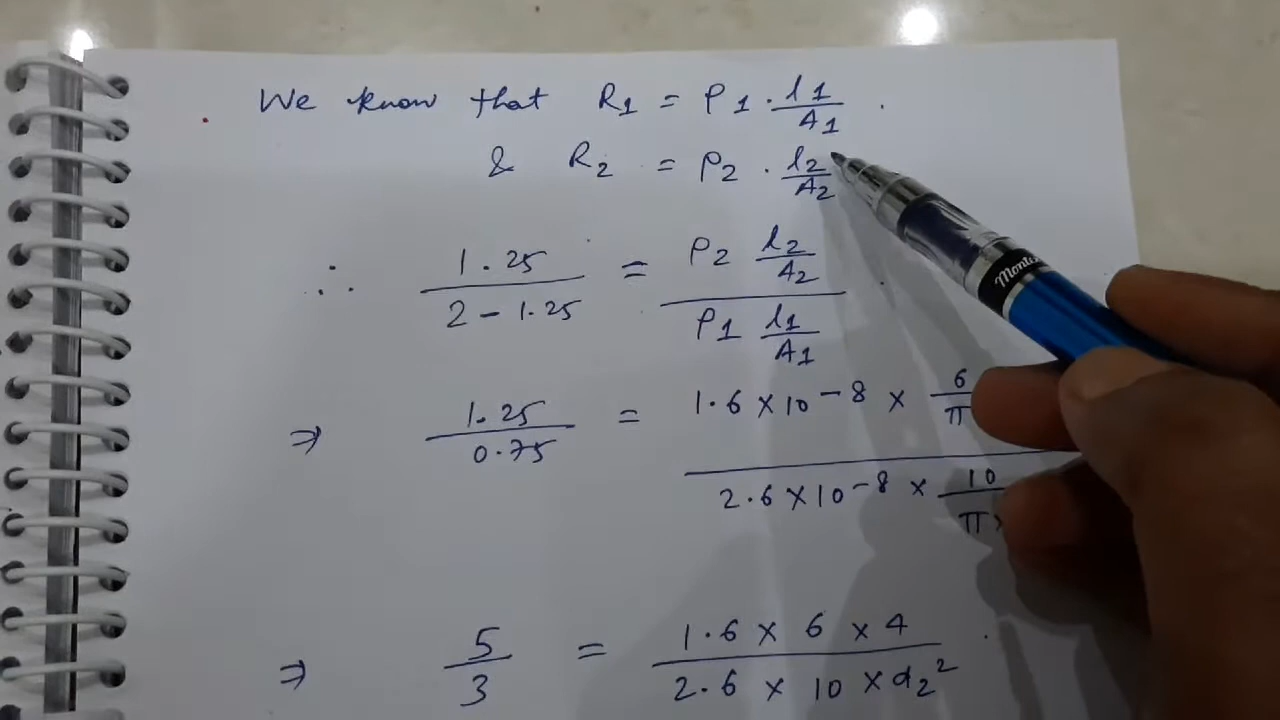 We know that R1 = ρ1 · l1/A1
& R2 = ρ2 · l2/A2
∴ 1.25/(2 - 1.25) = (ρ2 l2/A2)/(ρ1 l1/A1)
⇒ 1.25/0.75 = (1.6 × 10^-8 × 6/π)/(2.6 × 10^-8 × 10/π×)
⇒ 5/3 = (1.6 × 6 × 4)/(2.6 × 10 × d2²)
Monte